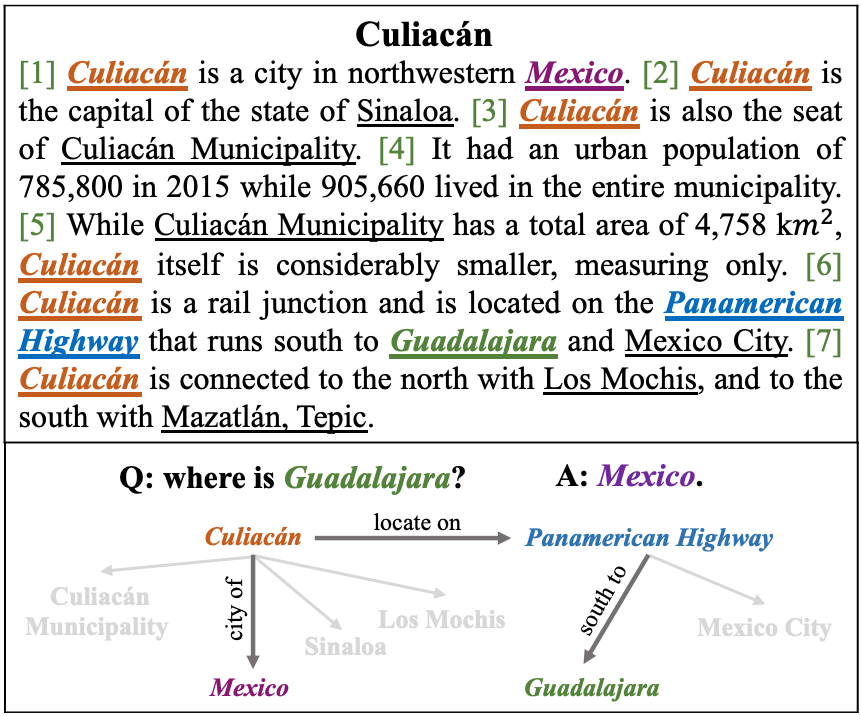 Culiacán
[1] Culiacán is a city in northwestern Mexico. [2] Culiacán is
the capital of the state of Sinaloa. [3] Culiacán is also the seat
of Culiacán Municipality. [4] It had an urban population of
785,800 in 2015 while 905,660 lived in the entire municipality.
[5] While Culiacán Municipality has a total area of 4,758 km²,
Culiacán itself is considerably smaller, measuring only. [6]
Culiacán is a rail junction and is located on the Panamerican
Highway that runs south to Guadalajara and Mexico City. [7]
Culiacán is connected to the north with Los Mochis, and to the
south with Mazatlán, Tepic.
Q: where is Guadalajara? A: Mexico.
Culiacán locate on Panamerican Highway
Culiacán
Municipality
city of
Sinaloa
Los Mochis
south to
Mexico City
Mexico
Guadalajara